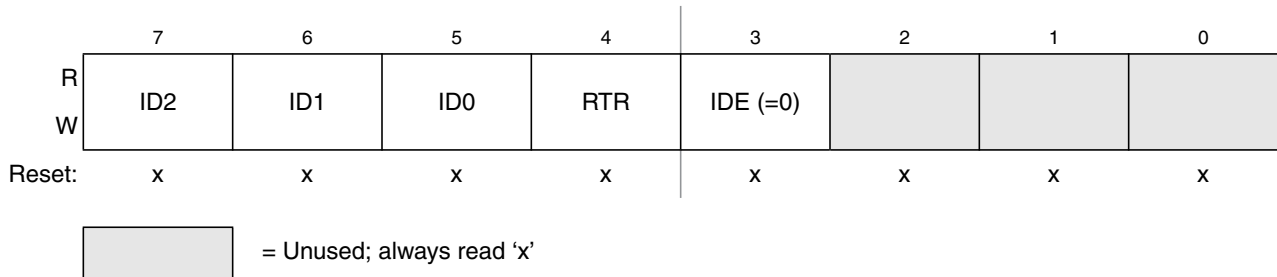 7 6 5 4 3 2 1 0
R
ID2 ID1 ID0 RTR IDE (=0)
W
Reset: x x x x x x x x
= Unused; always read ‘x’